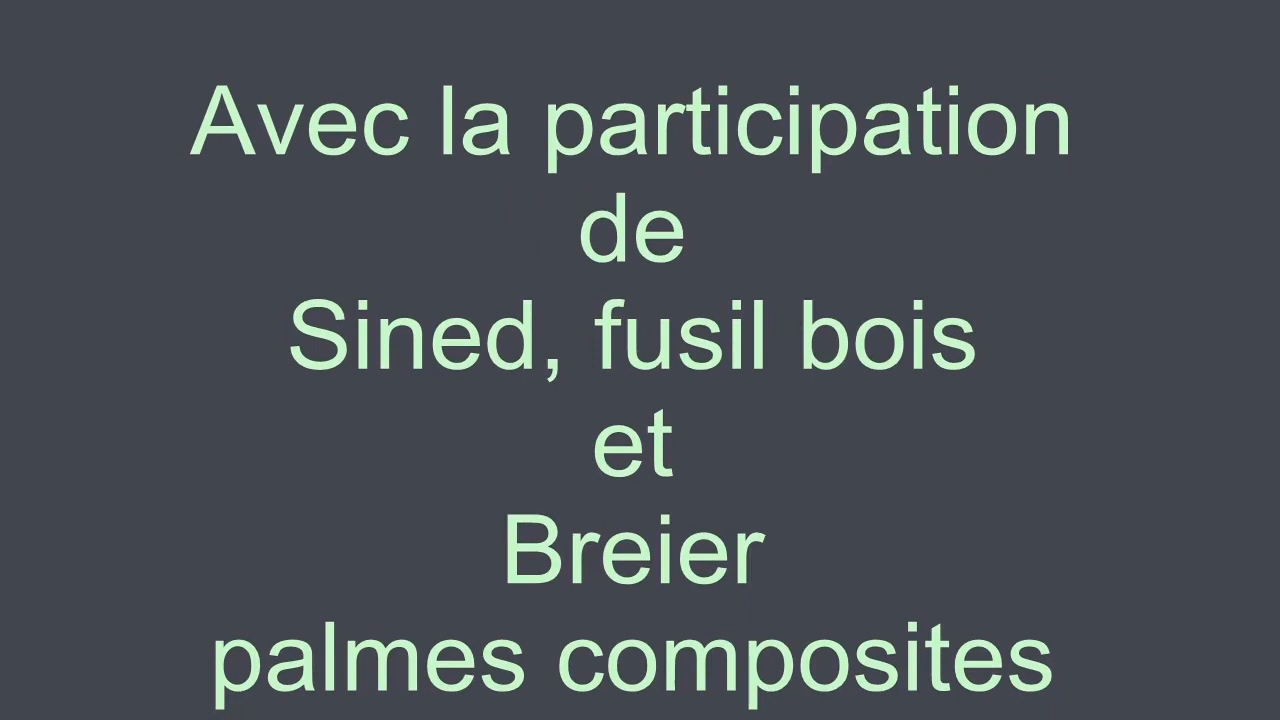 Avec la participation
de
Sined, fusil bois
et
Breier
palmes composites